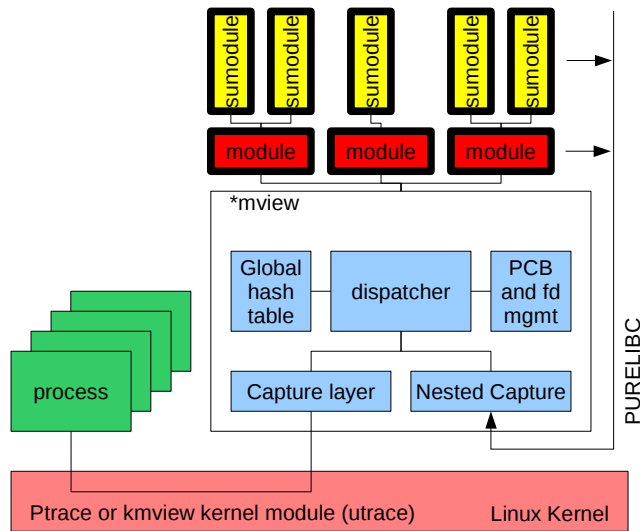 sumodule
sumodule
sumodule
sumodule
sumodule
module
module
module
*mview
Global
hash
table
dispatcher
PCB
and fd
mgmt
process
Capture layer
Nested Capture
PURELIBC
Ptrace or kmview kernel module (utrace)
Linux Kernel